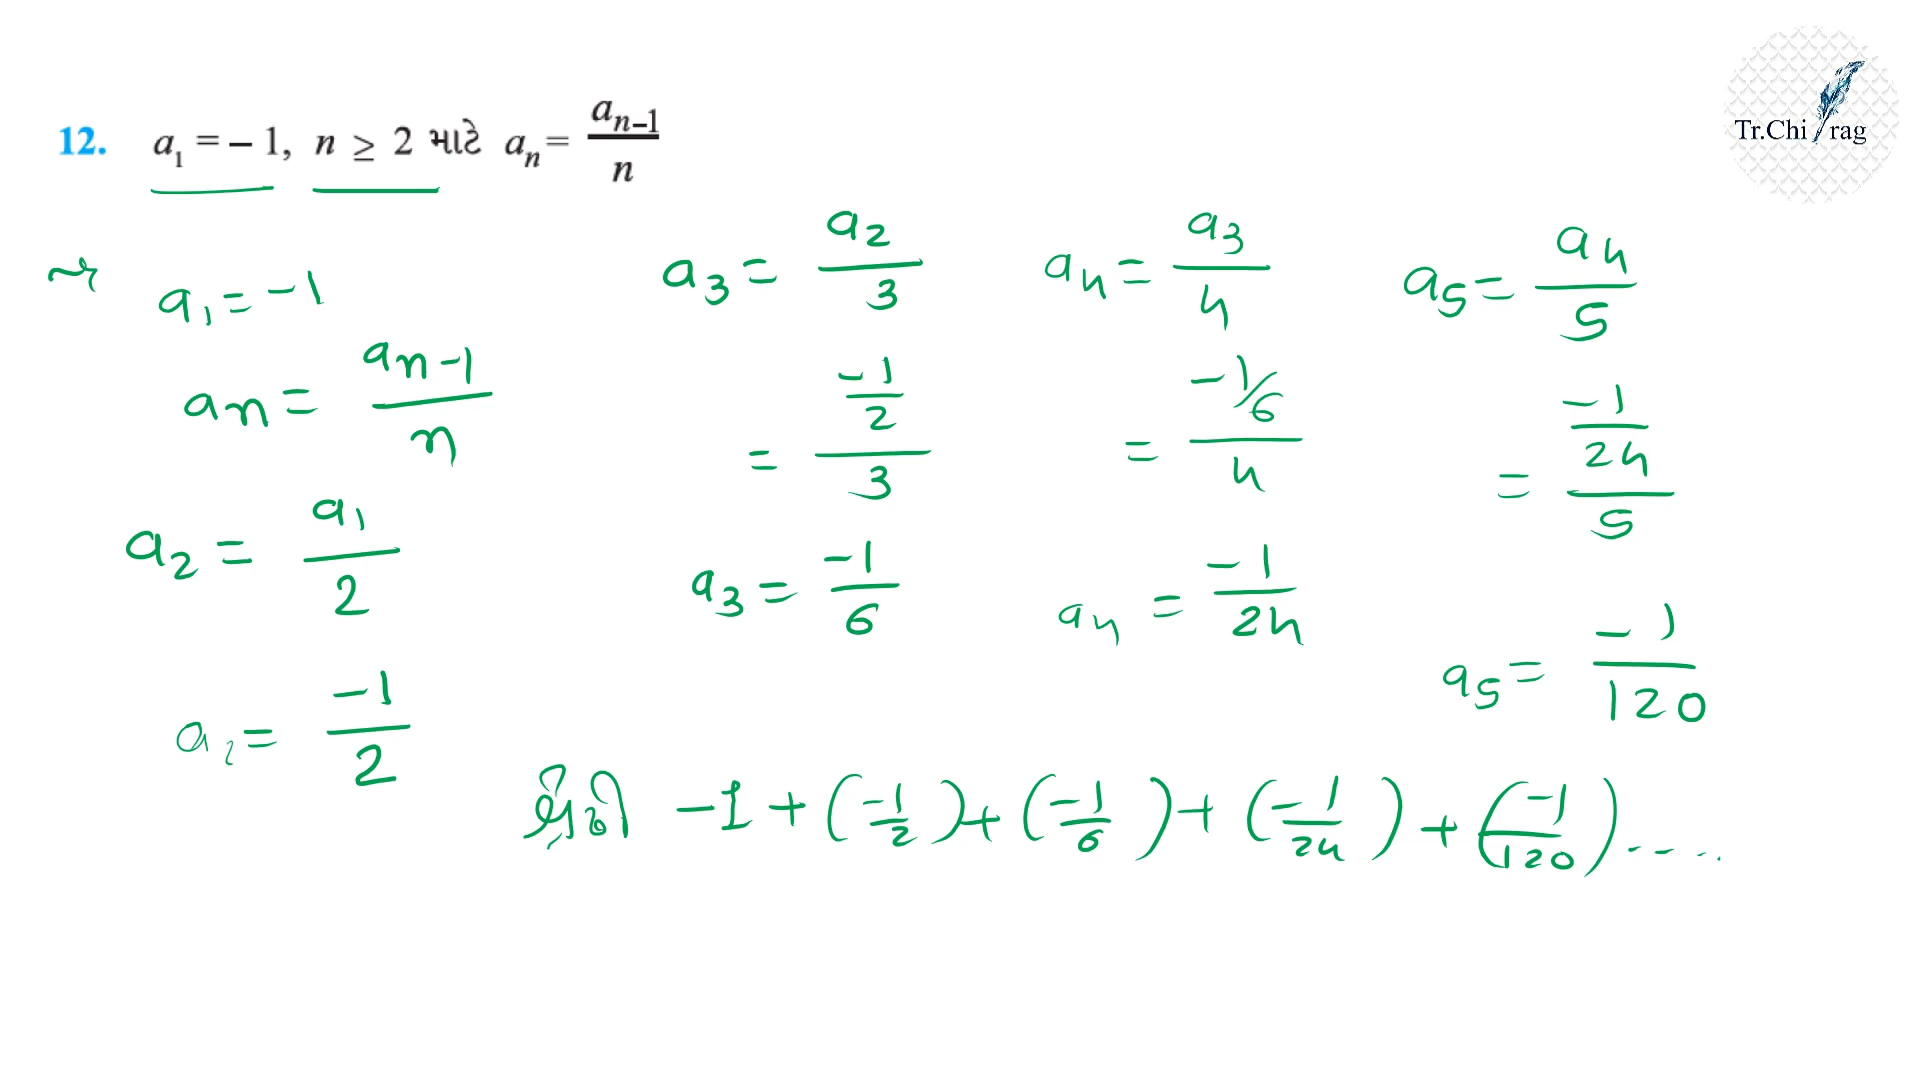 Tr.Chirag
12. a₁ = – 1, n ≥ 2 માટે aₙ = aₙ₋₁/n
→ a₁ = -1
aₙ = aₙ₋₁/n
a₂ = a₁/2
a₂ = -1/2
a₃ = a₂/3
= (-1/2)/3
a₃ = -1/6
a₄ = a₃/4
= (-1/6)/4
a₄ = -1/24
a₅ = a₄/5
= (-1/24)/5
a₅ = -1/120
શ્રેણી -1 + (-1/2) + (-1/6) + (-1/24) + (-1/120) ....